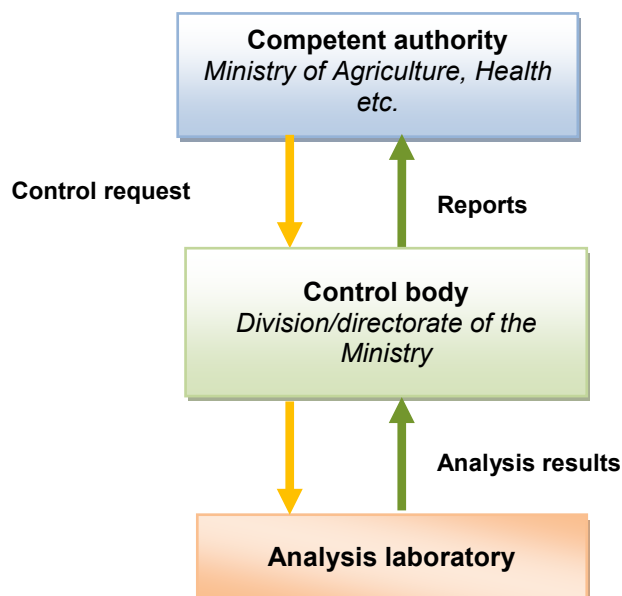 Competent authority
Ministry of Agriculture, Health
etc.
Control request
Reports
Control body
Division/directorate of the
Ministry
Analysis results
Analysis laboratory